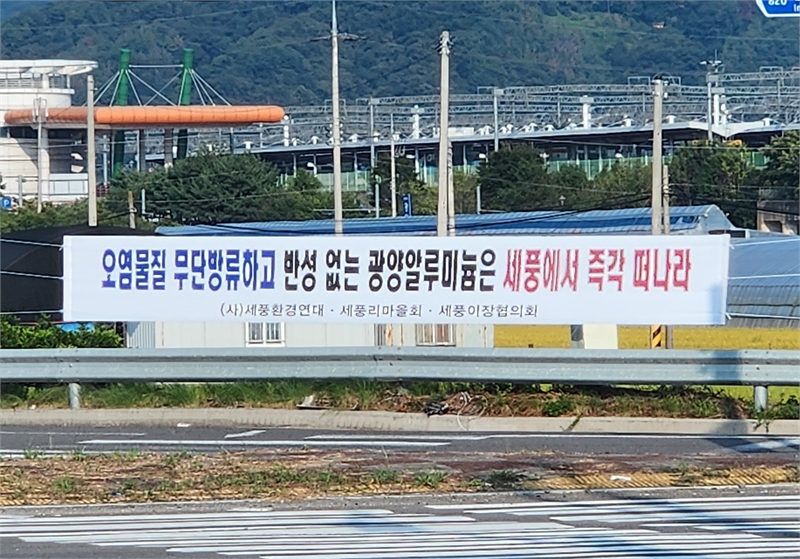 오염물질 무단방류하고 반성 없는 광양알루미늄은 세풍에서 즉각 떠나라
(사)세풍환경연대 · 세풍리마을회 · 세풍이장협의회